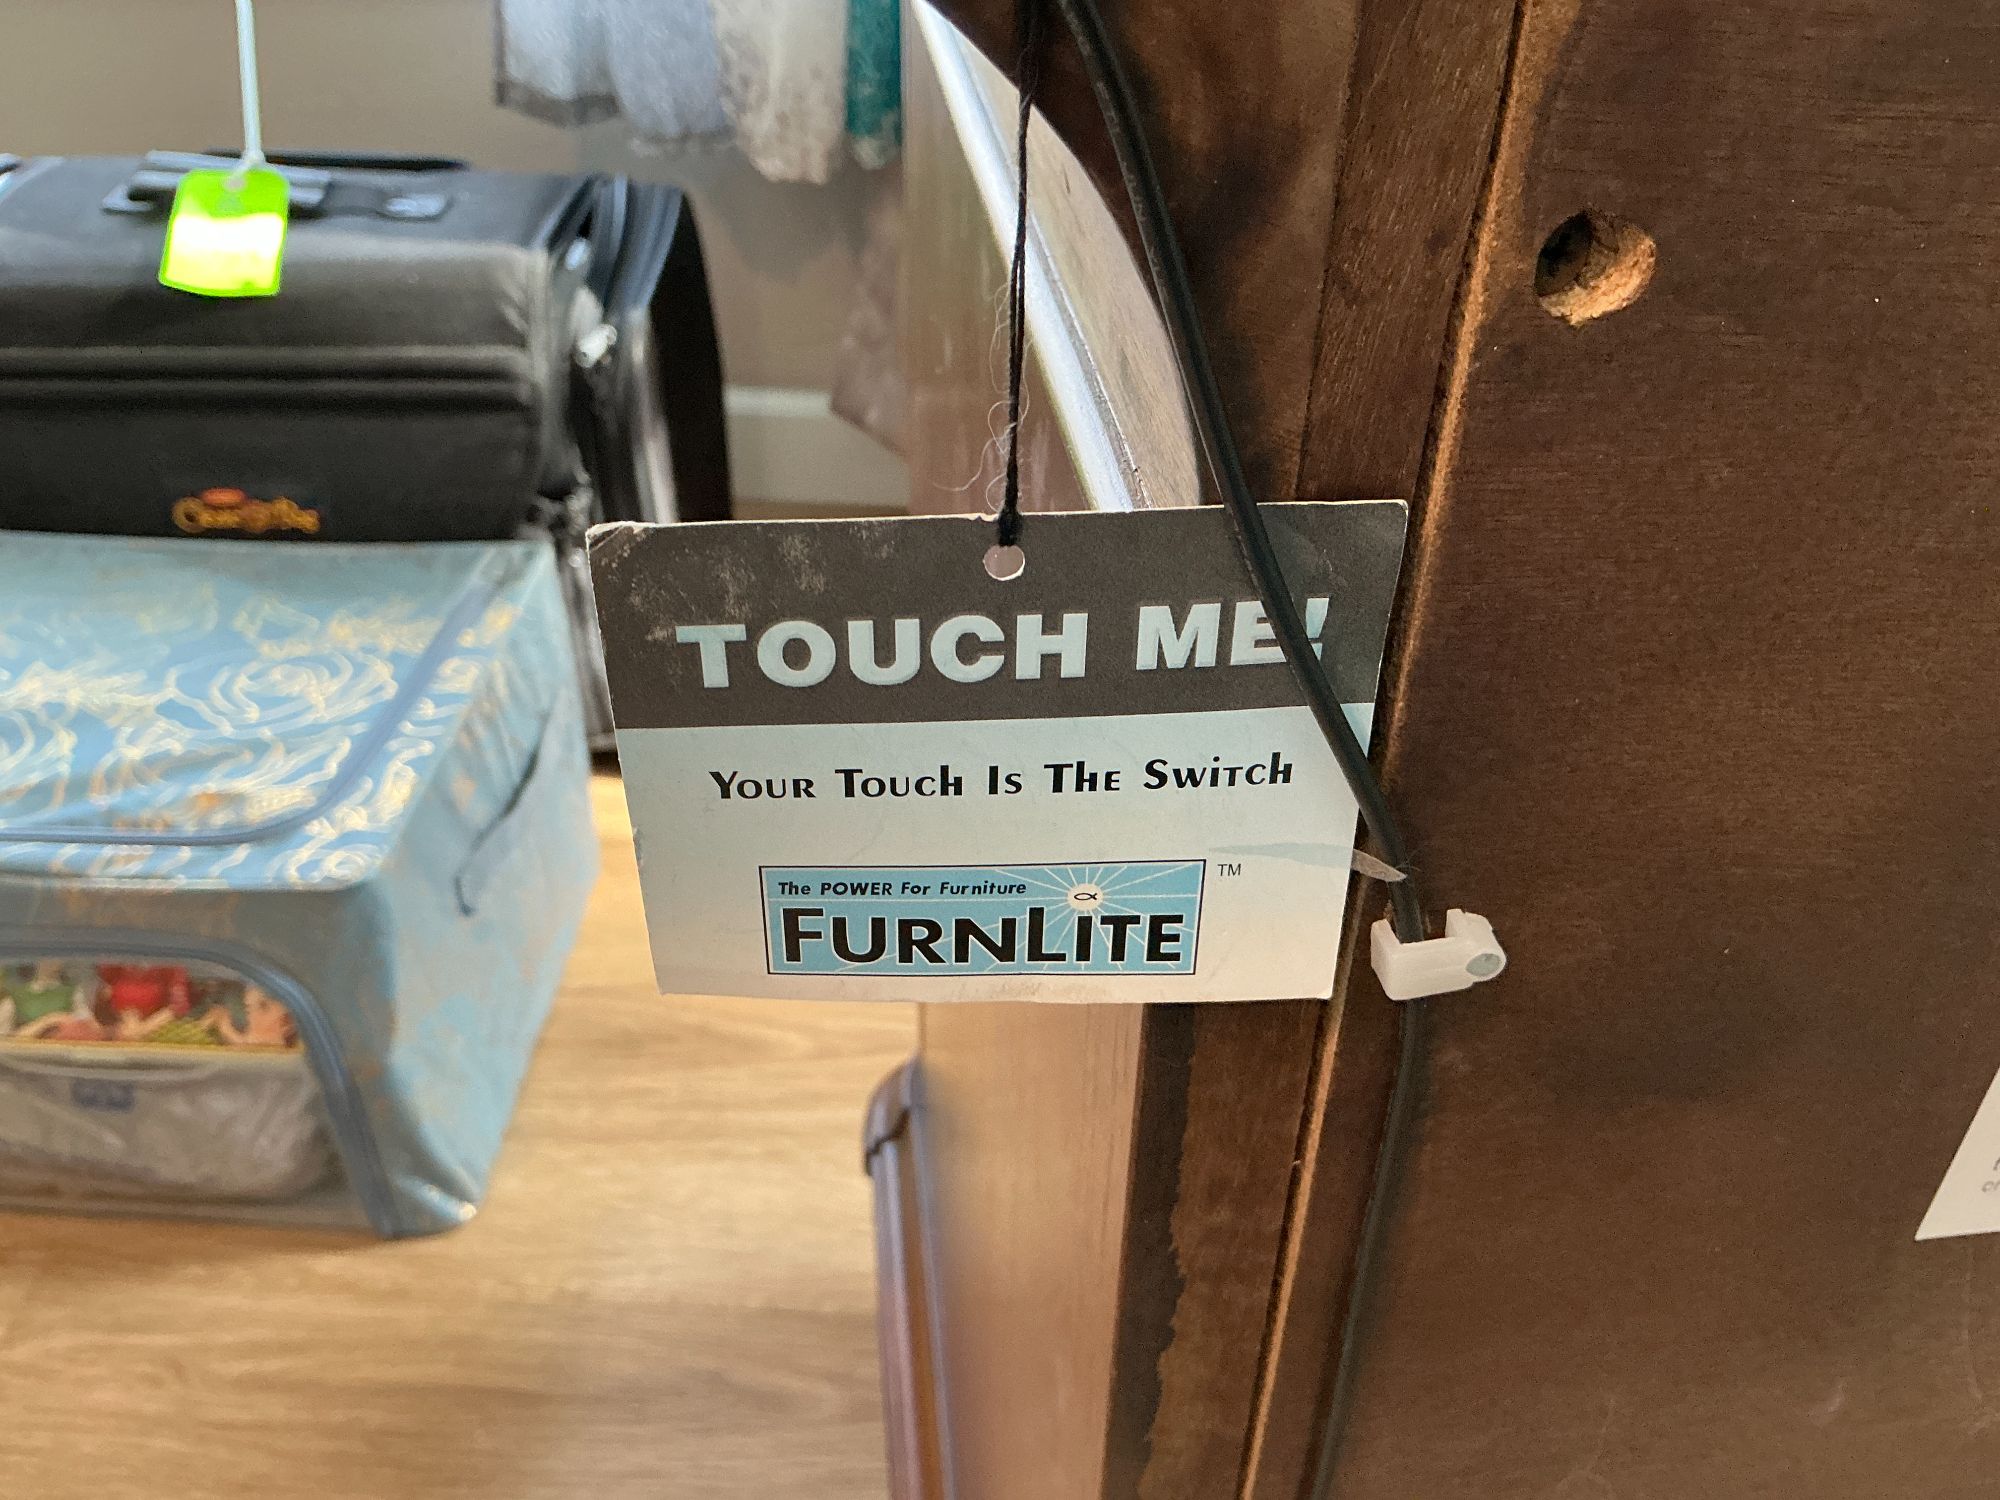 TOUCH ME!
Your Touch Is The Switch
The POWER For Furniture
FURNLITE TM